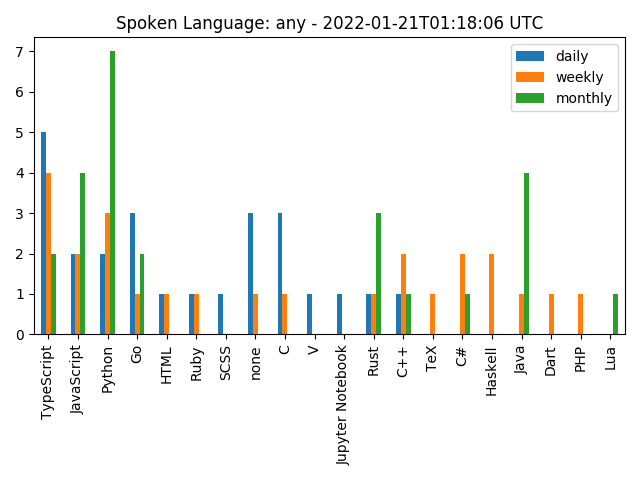 Spoken Language: any - 2022-01-21T01:18:06 UTC
daily
weekly
monthly
7
6
5
4
3
2
1
0
TypeScript
JavaScript
Python
Go
HTML
Ruby
SCSS
none
C
V
Jupyter Notebook
Rust
C++
TeX
C#
Haskell
Java
Dart
PHP
Lua